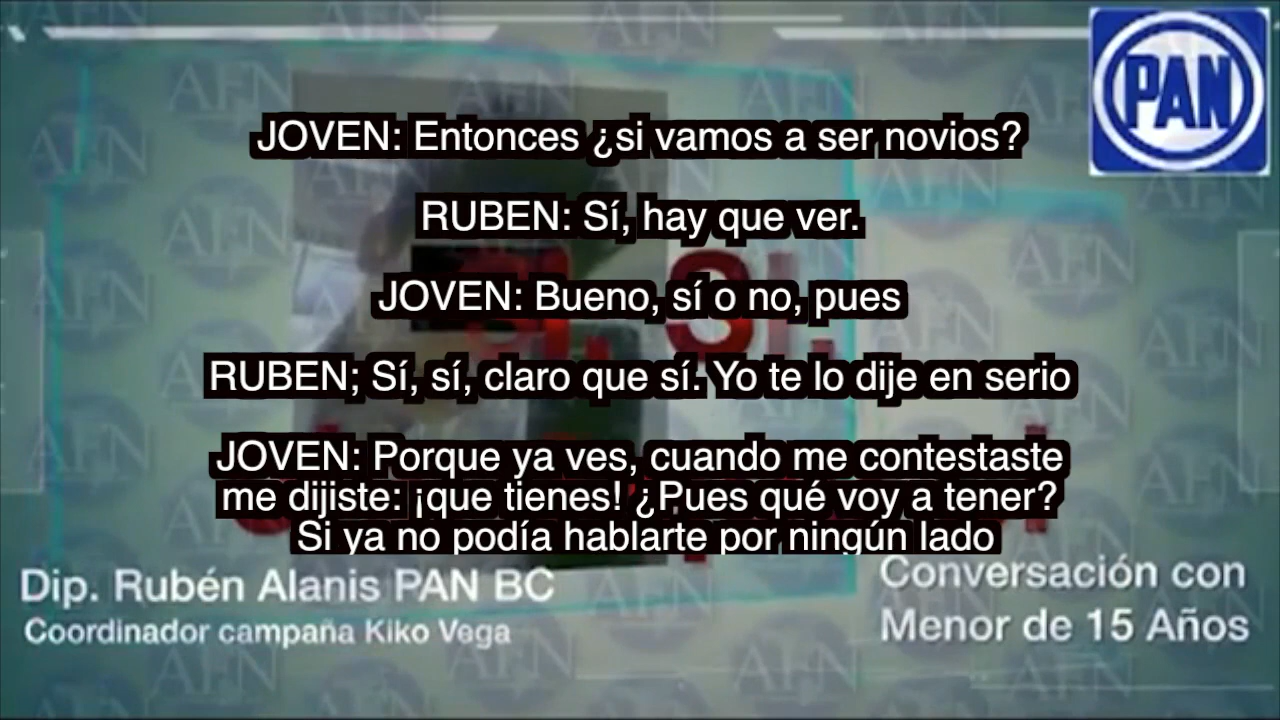 PAN
JOVEN: Entonces ¿si vamos a ser novios?
RUBEN: Sí, hay que ver.
JOVEN: Bueno, sí o no, pues
SI, SI,
RUBEN; Sí, sí, claro que sí. Yo te lo dije en serio
JOVEN: Porque ya ves, cuando me contestaste
me dijiste: ¡que tienes! ¿Pues qué voy a tener?
Si ya no podía hablarte por ningún lado
Dip. Rubén Alanis PAN BC
Coordinador campaña Kiko Vega
Conversación con
Menor de 15 Años
AFN